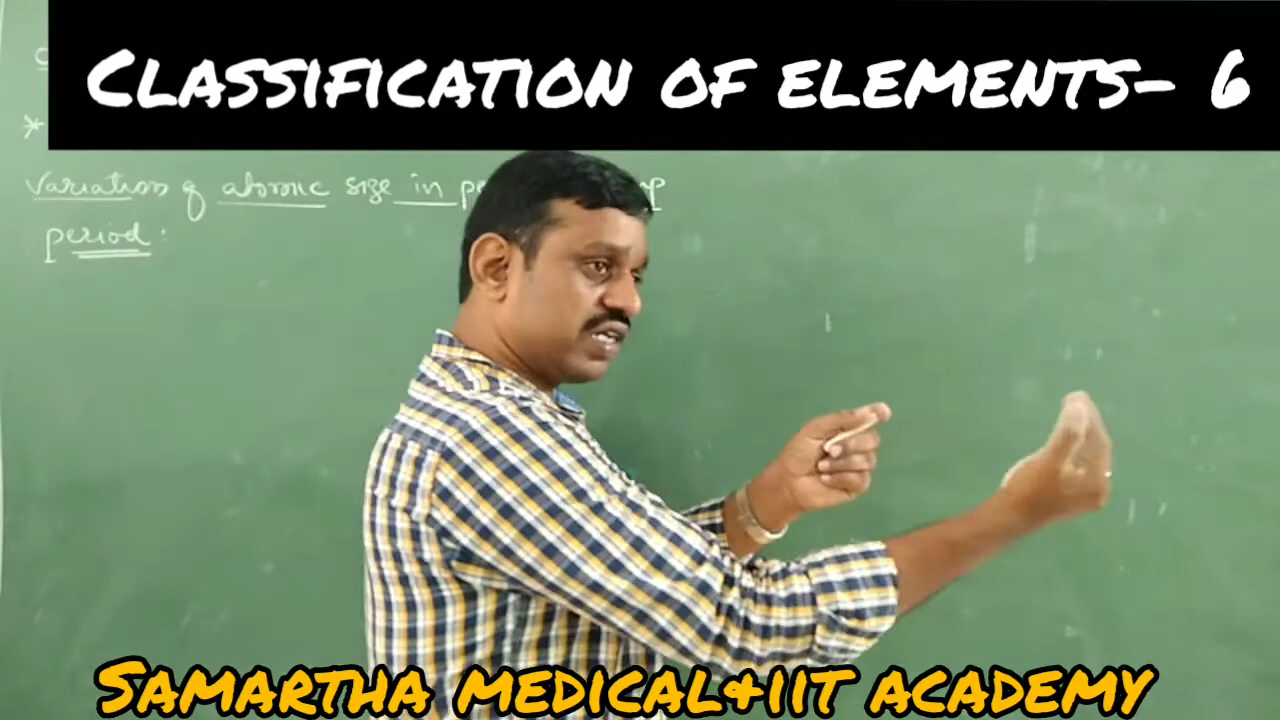 CLASSIFICATION OF ELEMENTS- 6
*
Variation of atomic size in
period:
SAMARTHA MEDICAL&IIT ACADEMY